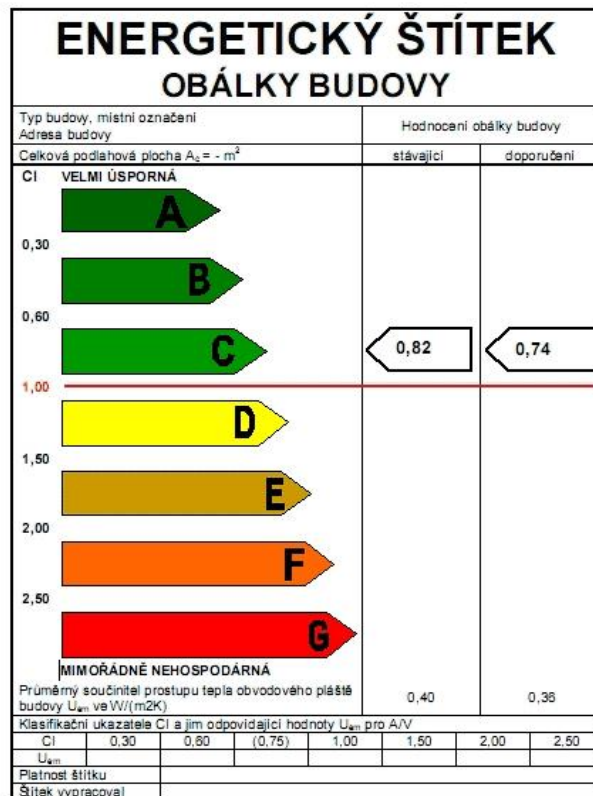 ENERGETICKÝ ŠTÍTEK
OBÁLKY BUDOVY
Typ budovy, místní označení
Adresa budovy
Hodnocení obálky budovy
Celková podlahová plocha Ac = - m²
stávající
doporučení
CI VELMI ÚSPORNÁ
A
0,30
B
0,60
C
0,82
0,74
1,00
D
1,50
E
2,00
F
2,50
G
MIMOŘÁDNĚ NEHOSPODÁRNÁ
Průměrný součinitel prostupu tepla obvodového pláště
budovy Uem ve W/(m2K)
0,40
0,36
Klasifikační ukazatele CI a jim odpovídající hodnoty Uem pro A/V
CI 0,30 0,60 (0,75) 1,00 1,50 2,00 2,50
Uem
Platnost štítku
Štítek vypracoval